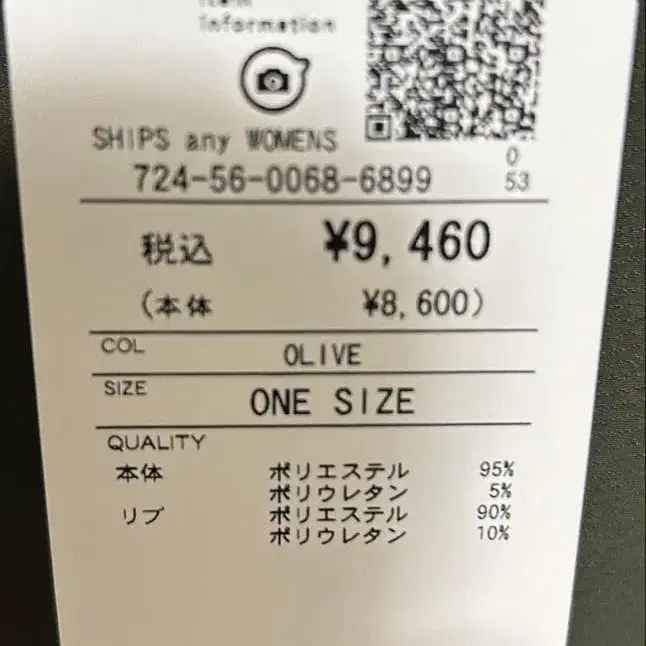 Item
Information
SHIPS any WOMENS
724-56-0068-6899
0
53
税込 ¥9,460
(本体 ¥8,600)
COL OLIVE
SIZE ONE SIZE
QUALITY
本体 ポリエステル 95%
ポリウレタン 5%
リブ ポリエステル 90%
ポリウレタン 10%